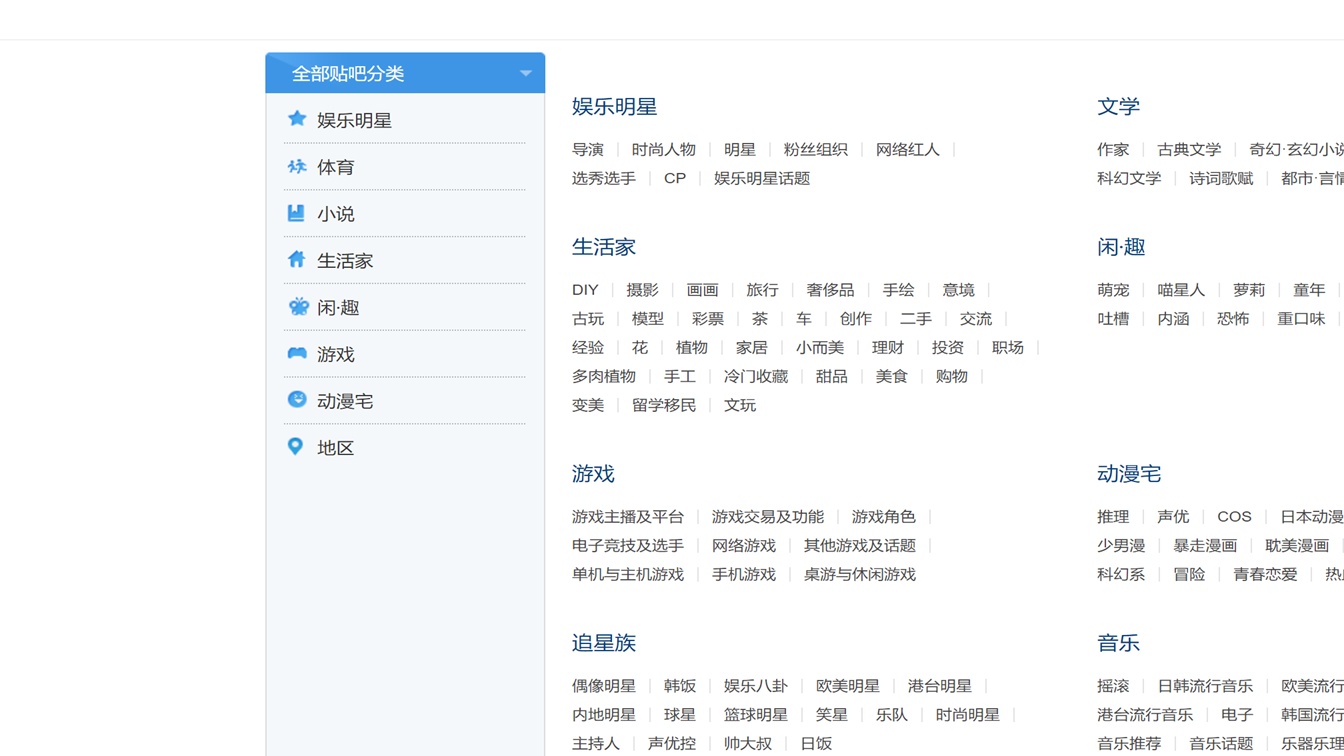 全部贴吧分类
娱乐明星
体育
小说
生活家
闲·趣
游戏
动漫宅
地区
娱乐明星
导演 时尚人物 明星 粉丝组织 网络红人
选秀选手 CP 娱乐明星话题
文学
作家 古典文学 奇幻·玄幻小说
科幻文学 诗词歌赋 都市·言情
生活家
DIY 摄影 画画 旅行 奢侈品 手绘 意境
古玩 模型 彩票 茶 车 创作 二手 交流
经验 花 植物 家居 小而美 理财 投资 职场
多肉植物 手工 冷门收藏 甜品 美食 购物
变美 留学移民 文玩
闲·趣
萌宠 喵星人 萝莉 童年
吐槽 内涵 恐怖 重口味
游戏
游戏主播及平台 游戏交易及功能 游戏角色
电子竞技及选手 网络游戏 其他游戏及话题
单机与主机游戏 手机游戏 桌游与休闲游戏
动漫宅
推理 声优 COS 日本动漫
少男漫 暴走漫画 耽美漫画
科幻系 冒险 青春恋爱
追星族
偶像明星 韩饭 娱乐八卦 欧美明星 港台明星
内地明星 球星 篮球明星 笑星 乐队 时尚明星
主持人 声优控 帅大叔 日饭
音乐
摇滚 日韩流行音乐 欧美流行
港台流行音乐 电子 韩国流行
音乐推荐 音乐话题 乐器乐理